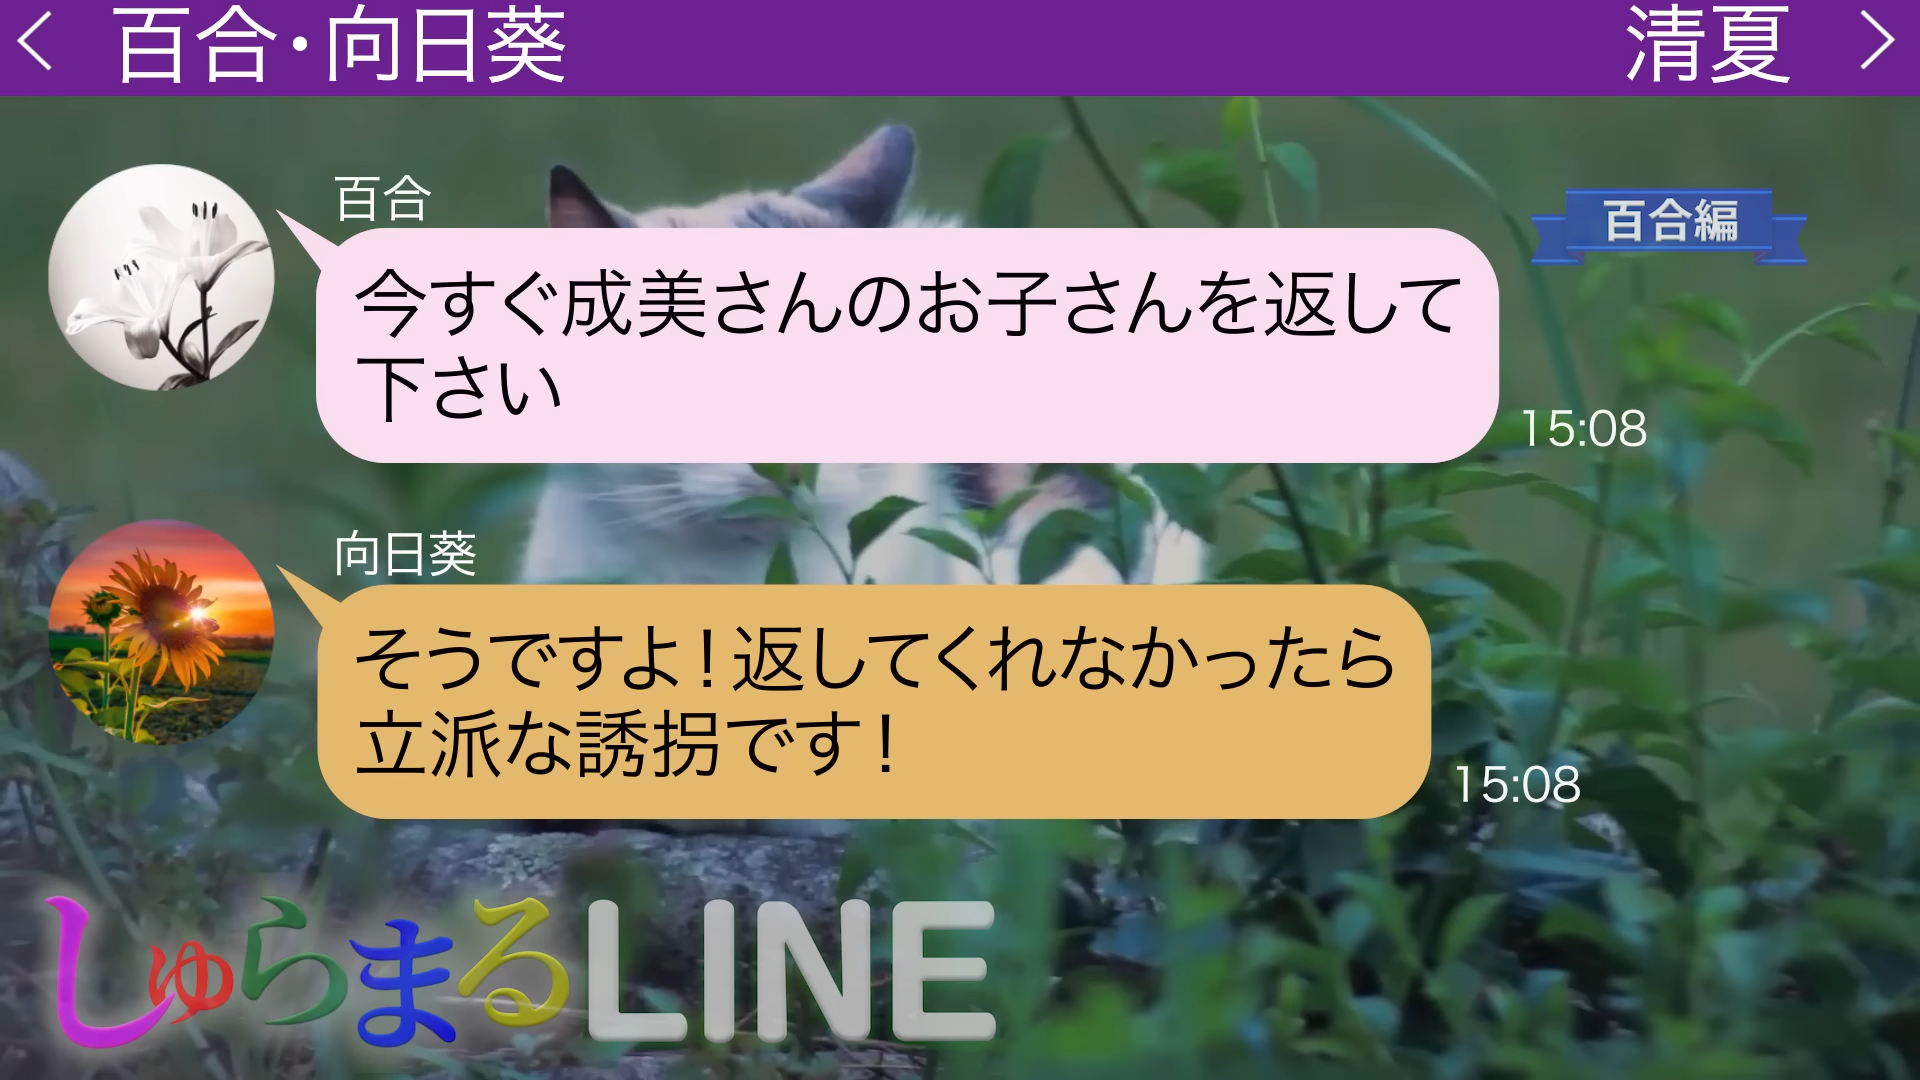 百合・向日葵
清夏
百合
百合編
今すぐ成美さんのお子さんを返して
下さい
15:08
向日葵
そうですよ！返してくれなかったら
立派な誘拐です！
15:08
しゅらまるLINE